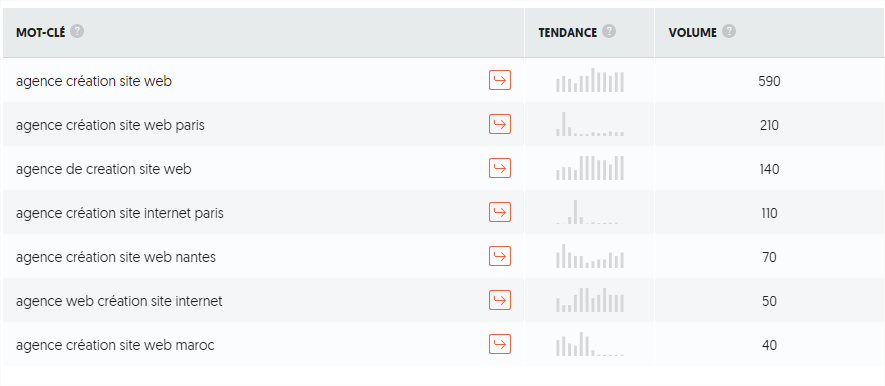 MOT-CLÉ ? TENDANCE ? VOLUME ?
agence création site web 590
agence création site web paris 210
agence de creation site web 140
agence création site internet paris 110
agence création site web nantes 70
agence web création site internet 50
agence création site web maroc 40